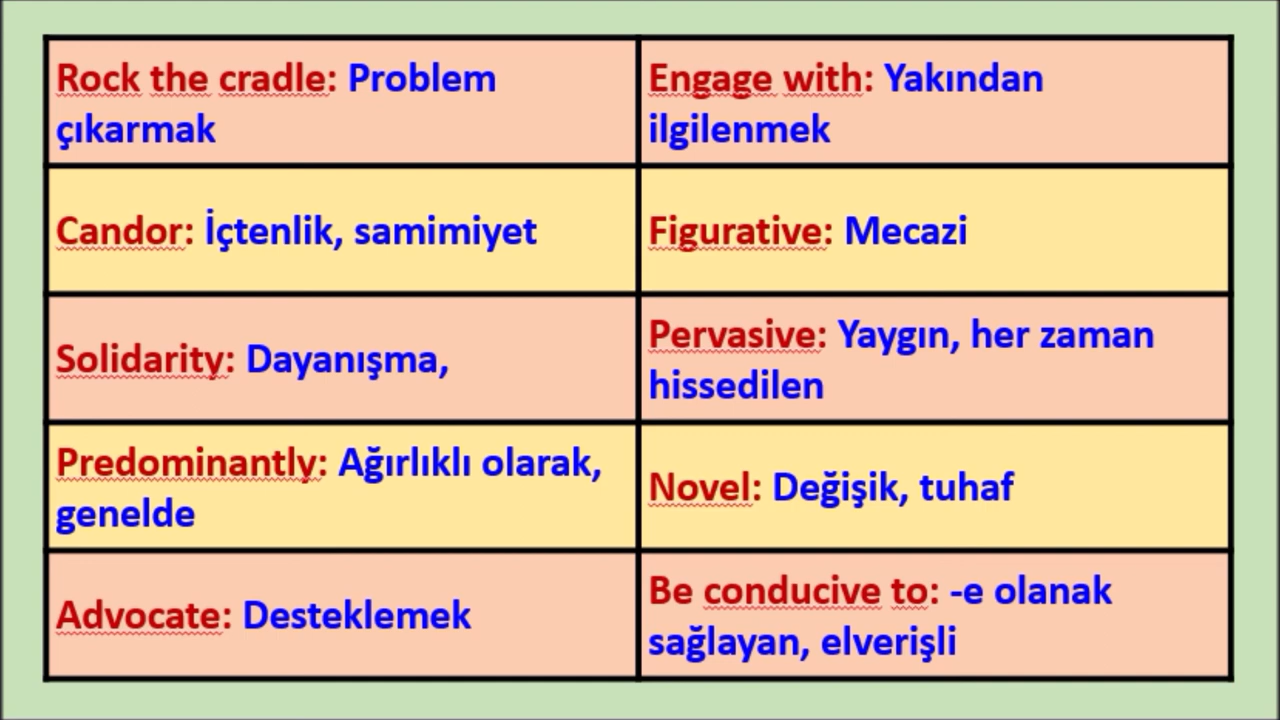 Rock the cradle: Problem
çıkarmak
Engage with: Yakından
ilgilenmek
Candor: İçtenlik, samimiyet
Figurative: Mecazi
Solidarity: Dayanışma,
Pervasive: Yaygın, her zaman
hissedilen
Predominantly: Ağırlıklı olarak,
genelde
Novel: Değişik, tuhaf
Advocate: Desteklemek
Be conducive to: -e olanak
sağlayan, elverişli